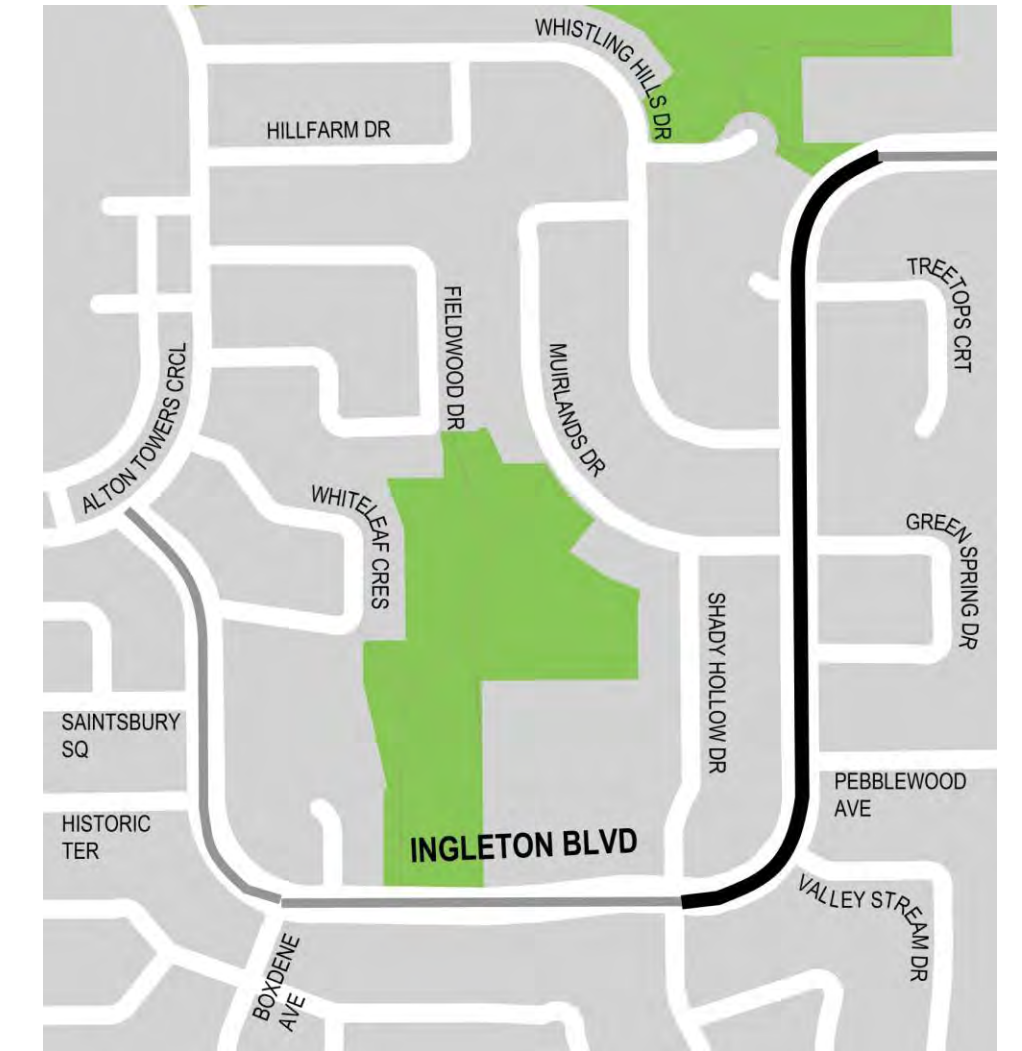 WHISTLING HILLS DR
HILLFARM DR
TREETOPS CRT
FIELDWOOD DR
MUIRLANDS DR
ALTON TOWERS CRCL
WHITELEAF CRES
GREEN SPRING DR
SHADY HOLLOW DR
SAINTSBURY
SQ
PEBBLEWOOD
AVE
HISTORIC
TER
INGLETON BLVD
VALLEY STREAM DR
BOXDENE
AVE